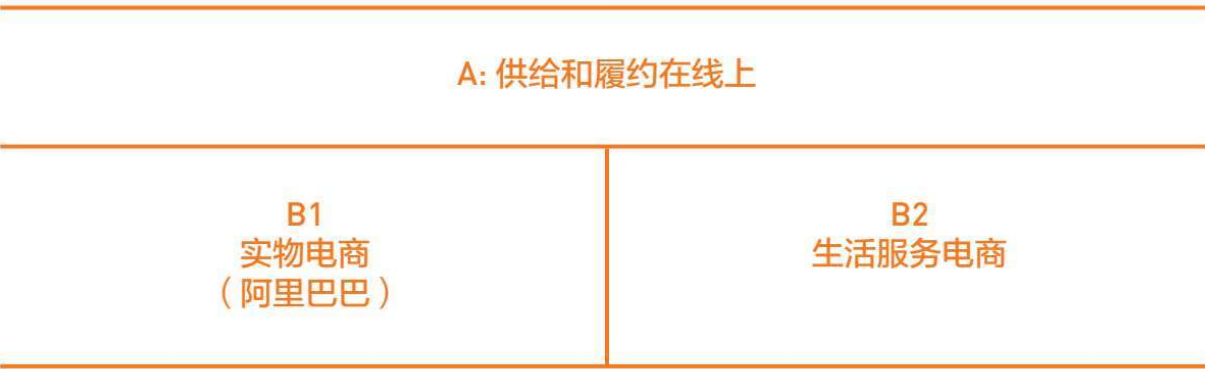 A: 供给和履约在线上
B1
实物电商
（阿里巴巴）
B2
生活服务电商